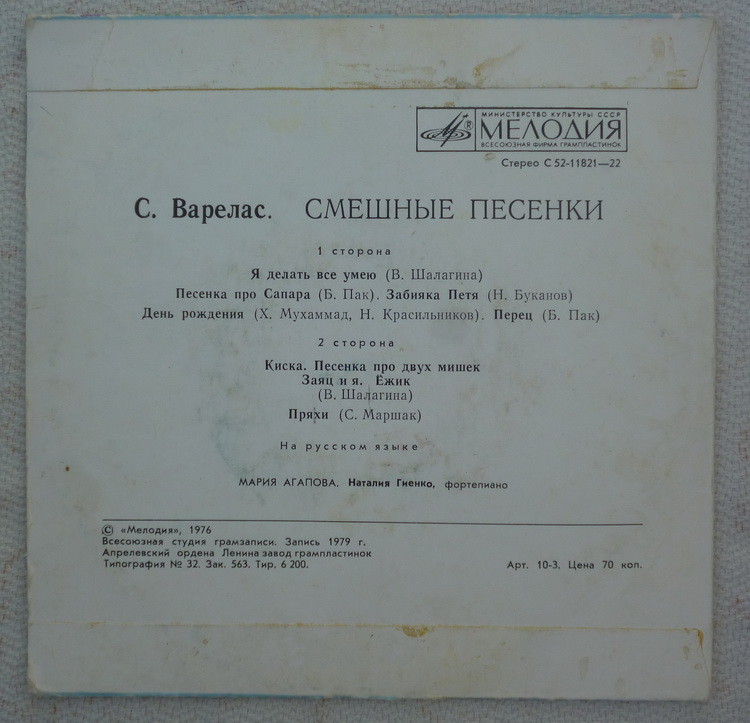 МИНИСТЕРСТВО КУЛЬТУРЫ СССР
® МЕЛОДИЯ
ВСЕСОЮЗНАЯ ФИРМА ГРАМПЛАСТИНОК
Стерео С 52-11821—22
С. Варелас. СМЕШНЫЕ ПЕСЕНКИ
1 сторона
Я делать все умею (В. Шалагина)
Песенка про Сапара (Б. Пак). Забияка Петя (Н. Буканов)
День рождения (Х. Мухаммад, Н. Красильников). Перец (Б. Пак)
2 сторона
Киска. Песенка про двух мишек
Заяц и я. Ёжик
(В. Шалагина)
Пряхи (С. Маршак)
На русском языке
МАРИЯ АГАПОВА. Наталия Гиенко, фортепиано
© «Мелодия», 1976
Всесоюзная студия грамзаписи. Запись 1979 г.
Апрелевский ордена Ленина завод грампластинок
Типография № 32. Зак. 563. Тир. 6 200. Арт. 10-3. Цена 70 коп.